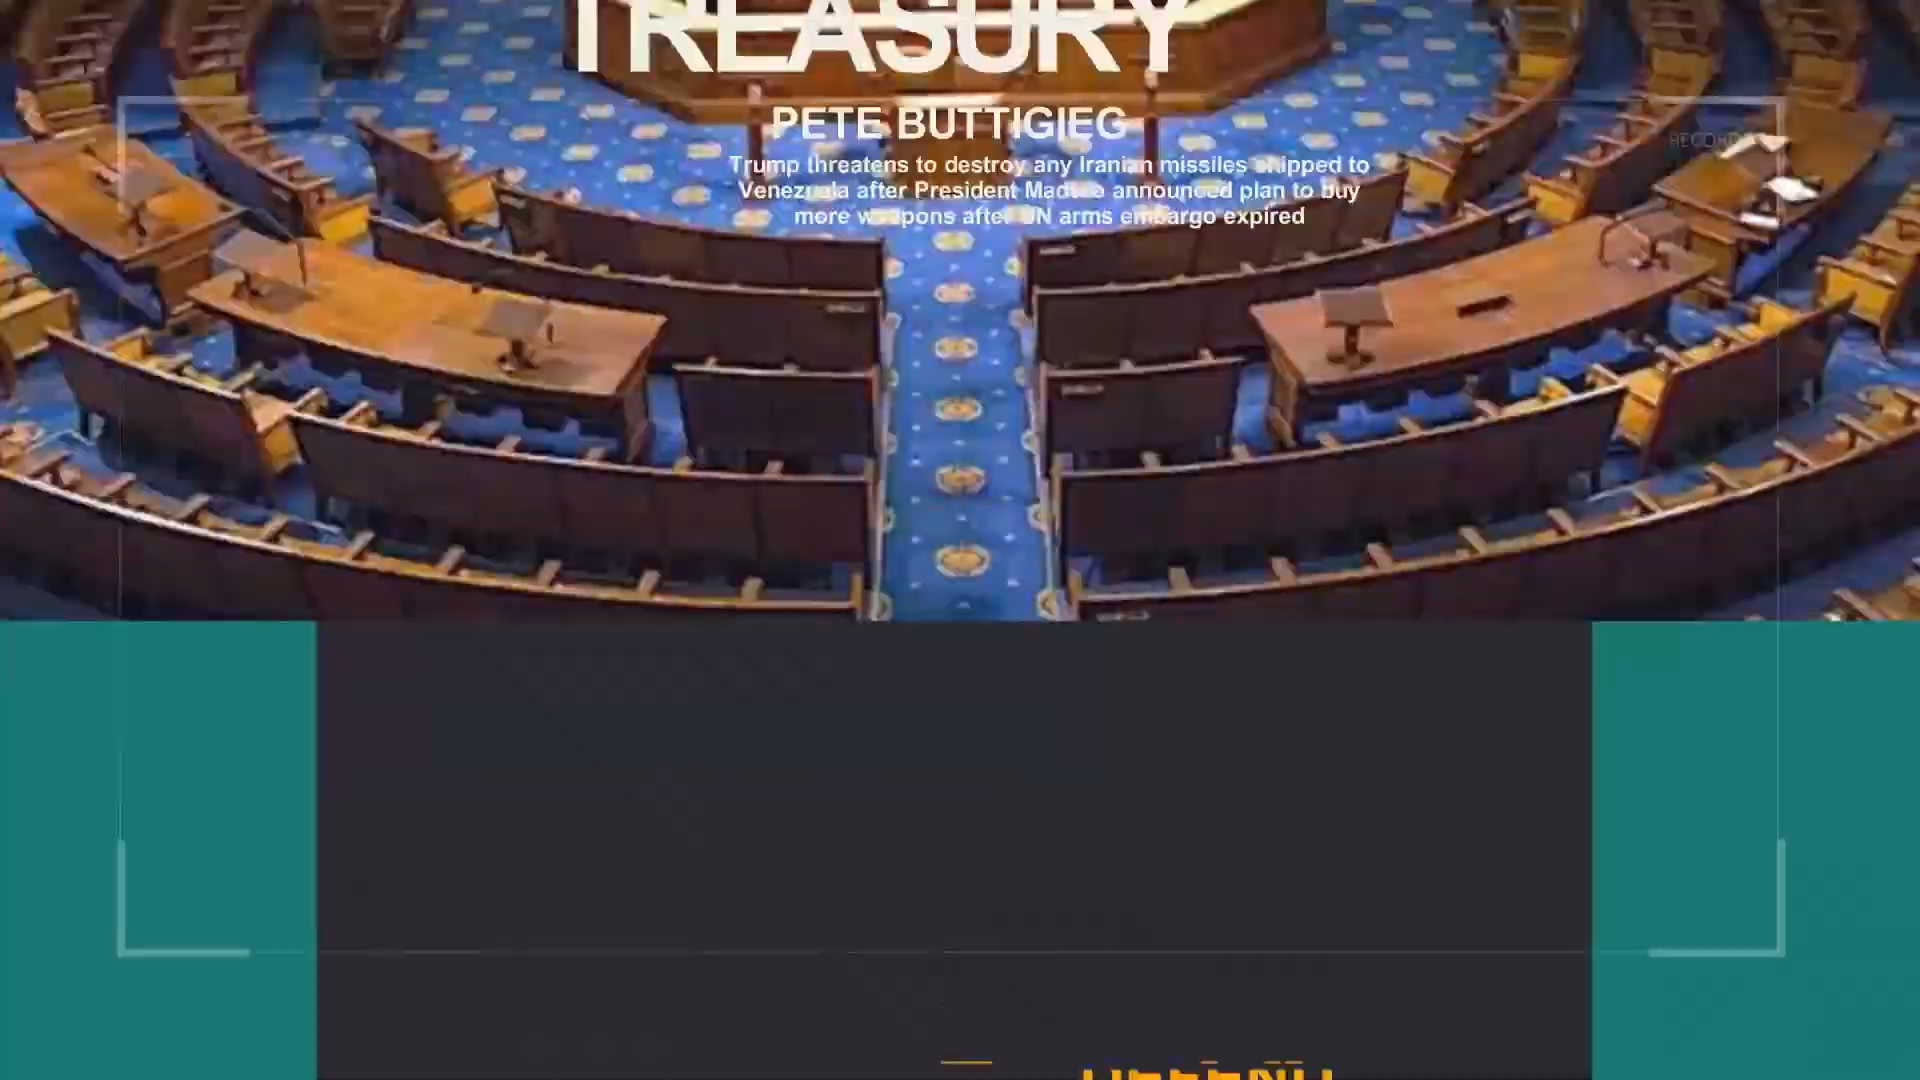 TREASURY
PETE BUTTIGIEG
Trump threatens to destroy any Iranian missiles shipped to
Venezuela after President Maduro announced plan to buy
more weapons after UN arms embargo expired